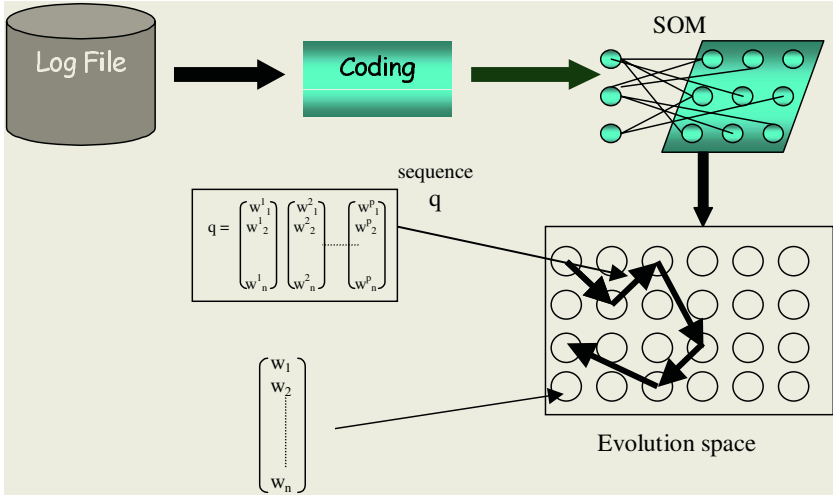 SOM
Log File
Coding
sequence
q
q = w¹₁ w²₁ wᵖ₁
w¹₂ w²₂ ............ wᵖ₂
w¹ₙ w²ₙ wᵖₙ
w₁
w₂
wₙ
Evolution space